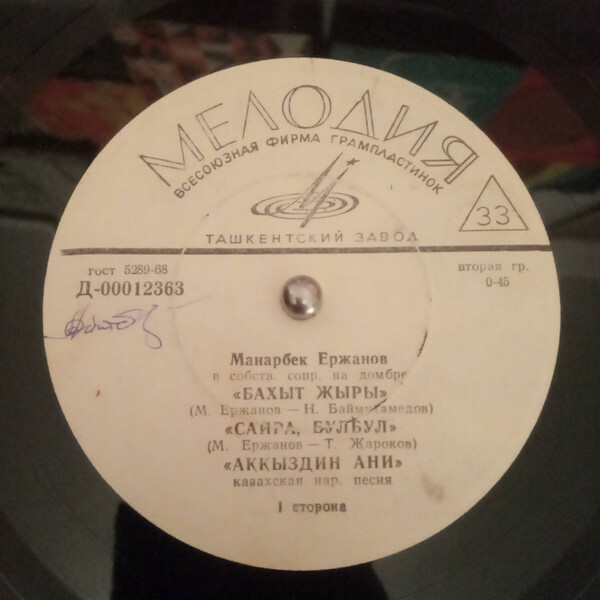 МЕЛОДИЯ
ВСЕСОЮЗНАЯ ФИРМА ГРАМПЛАСТИНОК
33
ТАШКЕНТСКИЙ ЗАВОД
гост 5289-68
вторая гр.
Д-00012363
0-45
Манарбек Ержанов
в собств. сопр. на домбре
«БАХЫТ ЖЫРЫ»
(М. Ержанов — Н. Баймухамедов)
«САЙРА, БУЛБУЛ»
(М. Ержанов — Т. Жароков)
«АККЫЗДИН АНИ»
казахская нар. песня
I сторона